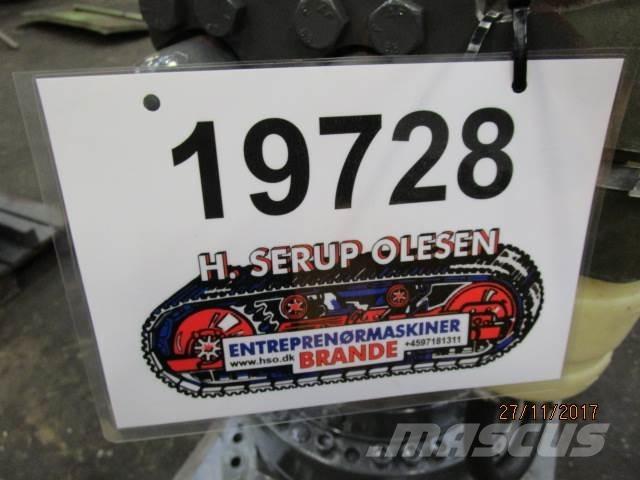 19728
H. SERUP OLESEN
ENTREPRENØRMASKINER
www.hso.dk BRANDE +4597181311
27/11/2017
MASCUS